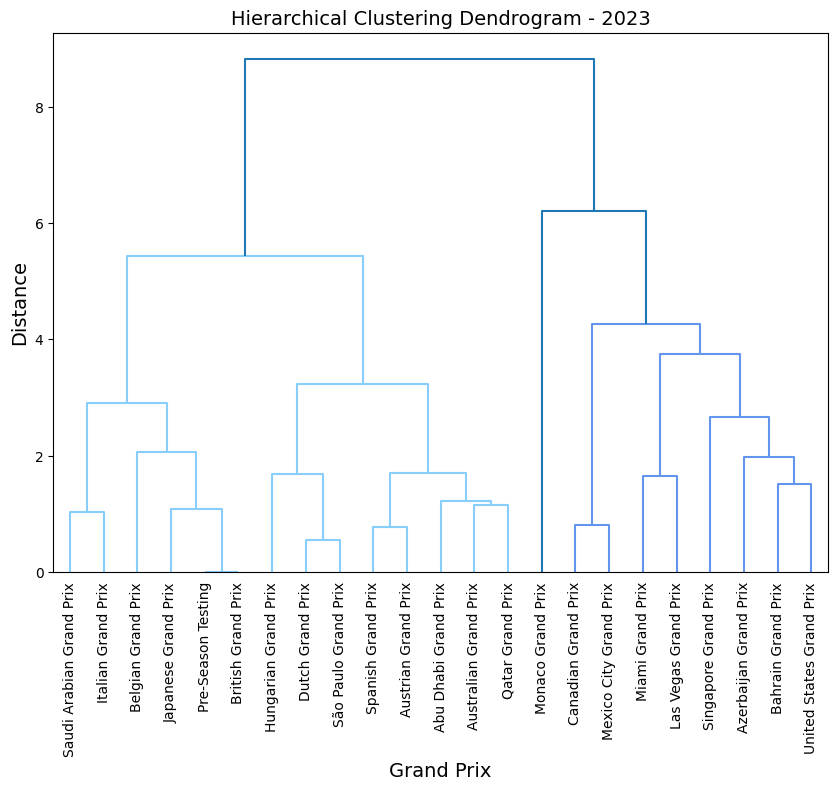 Hierarchical Clustering Dendrogram - 2023
Distance
8
6
4
2
0
Saudi Arabian Grand Prix
Italian Grand Prix
Belgian Grand Prix
Japanese Grand Prix
Pre-Season Testing
British Grand Prix
Hungarian Grand Prix
Dutch Grand Prix
São Paulo Grand Prix
Spanish Grand Prix
Austrian Grand Prix
Abu Dhabi Grand Prix
Australian Grand Prix
Qatar Grand Prix
Monaco Grand Prix
Canadian Grand Prix
Mexico City Grand Prix
Miami Grand Prix
Las Vegas Grand Prix
Singapore Grand Prix
Azerbaijan Grand Prix
Bahrain Grand Prix
United States Grand Prix
Grand Prix